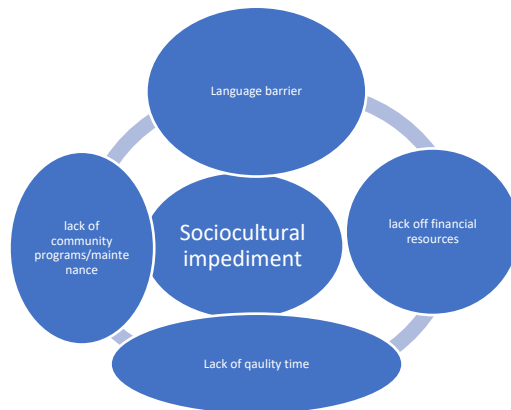 Language barrier
lack of
community
programs/mainte
nance
Sociocultural
impediment
lack off financial
resources
Lack of qaulity time